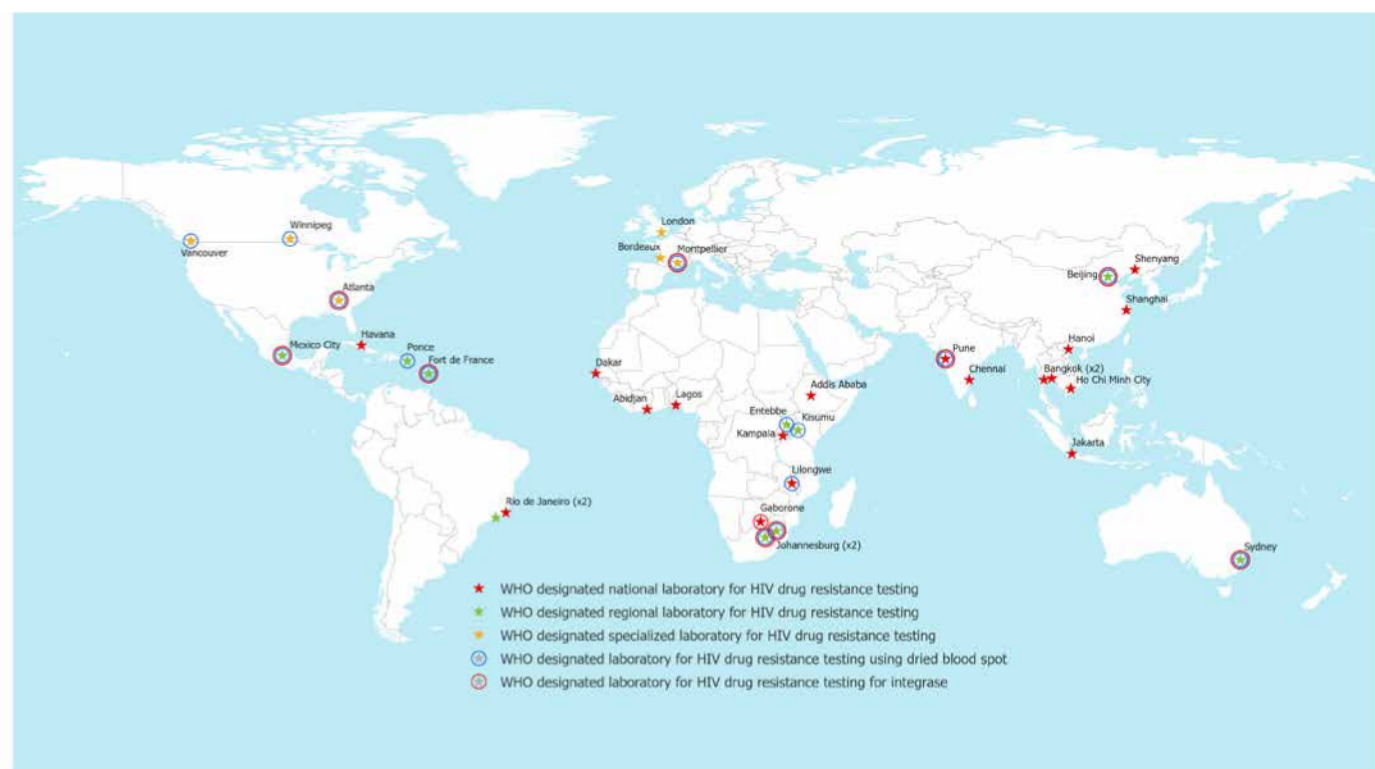 London
Winnipeg
Vancouver
Bordeaux
Montpellier
Shenyang
Beijing
Atlanta
Shanghai
Havana
Mexico City
Ponce
Hanoi
Pune
Fort de France
Dakar
Bangkok (x2)
Chennai
Ho Chi Minh City
Addis Ababa
Abidjan
Lagos
Entebbe
Kisumu
Kampala
Jakarta
Lilongwe
Rio de Janeiro (x2)
Gaborone
Johannesburg (x2)
Sydney
WHO designated national laboratory for HIV drug resistance testing
WHO designated regional laboratory for HIV drug resistance testing
WHO designated specialized laboratory for HIV drug resistance testing
WHO designated laboratory for HIV drug resistance testing using dried blood spot
WHO designated laboratory for HIV drug resistance testing for integrase